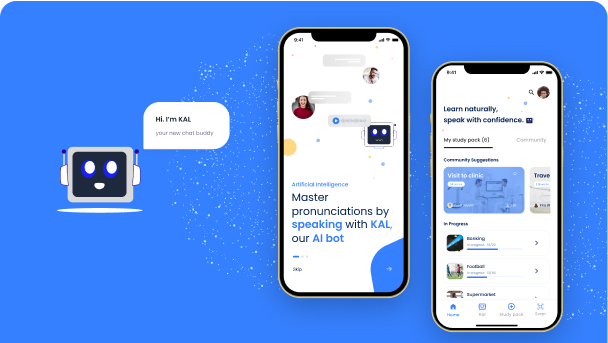 Hi. I'm KAL
your new chat buddy
9:41
Artificial Intelligence
Master
pronunciations by
speaking with KAL,
our AI bot
Skip
9:41
Learn naturally,
speak with confidence.
My study pack (6)
Community
Community Suggestions
Visit to clinic
Trave
In Progress
Banking
Football
Supermarket
Home
Kal
Study pack